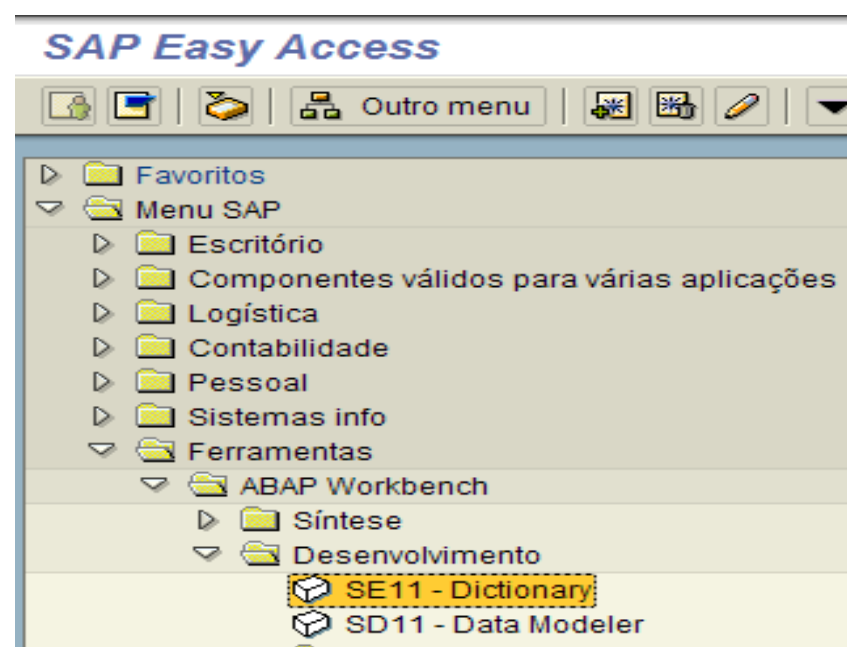 SAP Easy Access
Outro menu
Favoritos
Menu SAP
Escritório
Componentes válidos para várias aplicações
Logística
Contabilidade
Pessoal
Sistemas info
Ferramentas
ABAP Workbench
Síntese
Desenvolvimento
SE11 - Dictionary
SD11 - Data Modeler